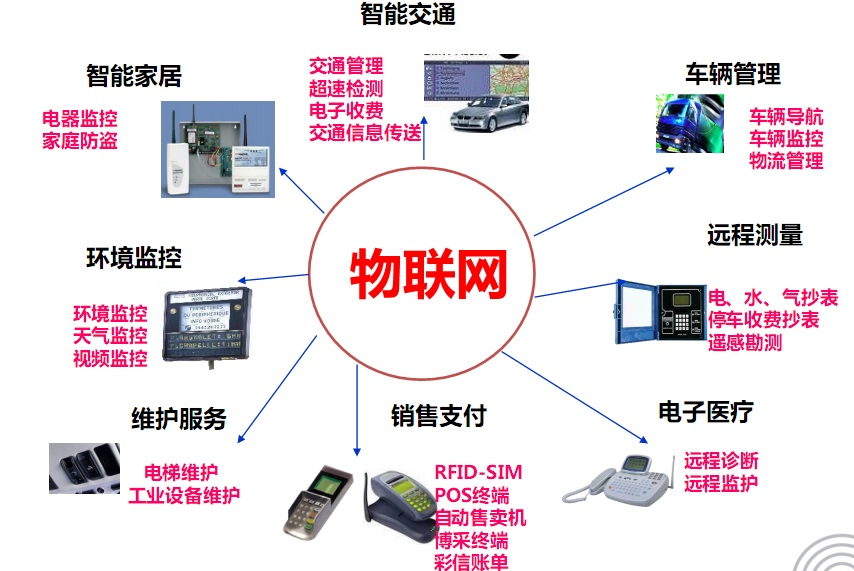 智能交通
交通管理
超速检测
电子收费
交通信息传送
智能家居
电器监控
家庭防盗
车辆管理
车辆导航
车辆监控
物流管理
物联网
环境监控
环境监控
天气监控
视频监控
远程测量
电、水、气抄表
停车收费抄表
遥感勘测
维护服务
电梯维护
工业设备维护
销售支付
RFID-SIM
POS终端
自动售卖机
博采终端
彩信账单
电子医疗
远程诊断
远程监护